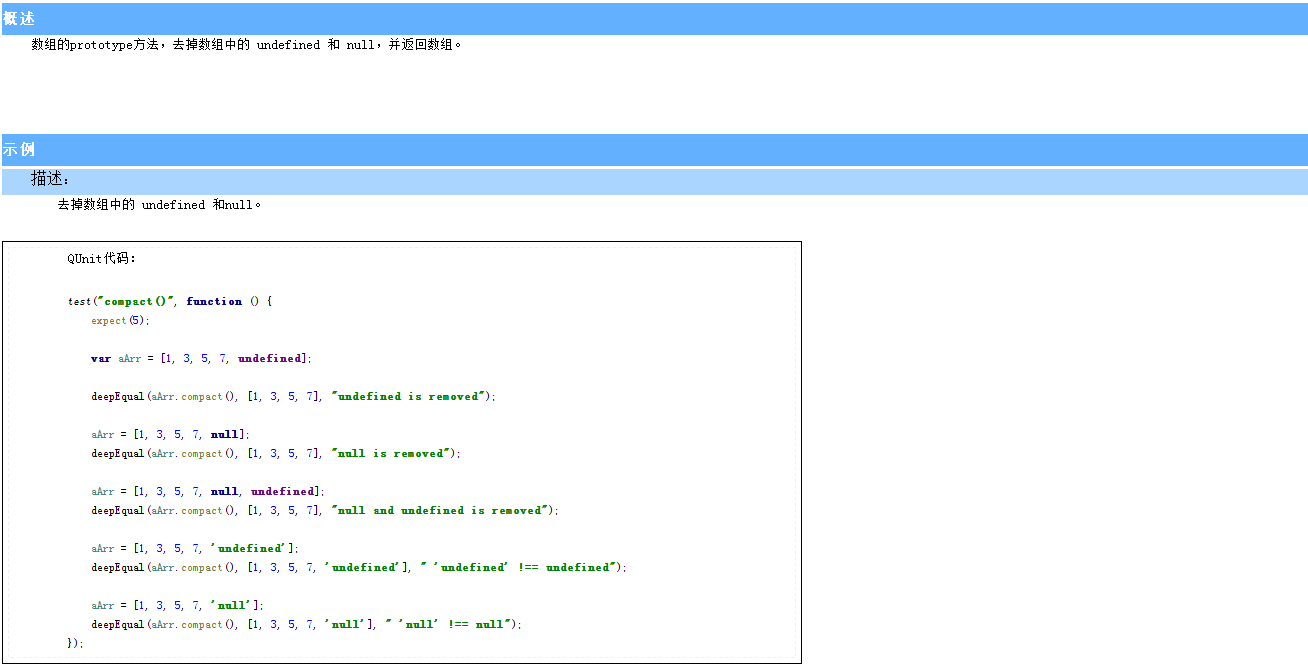 概述
数组的prototype方法，去掉数组中的 undefined 和 null，并返回数组。
示例
描述：
去掉数组中的 undefined 和null。
QUnit代码：
test("compact()", function () {
expect(5);
var aArr = [1, 3, 5, 7, undefined];
deepEqual(aArr.compact(), [1, 3, 5, 7], "undefined is removed");
aArr = [1, 3, 5, 7, null];
deepEqual(aArr.compact(), [1, 3, 5, 7], "null is removed");
aArr = [1, 3, 5, 7, null, undefined];
deepEqual(aArr.compact(), [1, 3, 5, 7], "null and undefined is removed");
aArr = [1, 3, 5, 7, 'undefined'];
deepEqual(aArr.compact(), [1, 3, 5, 7, 'undefined'], " 'undefined' !== undefined");
aArr = [1, 3, 5, 7, 'null'];
deepEqual(aArr.compact(), [1, 3, 5, 7, 'null'], " 'null' !== null");
});